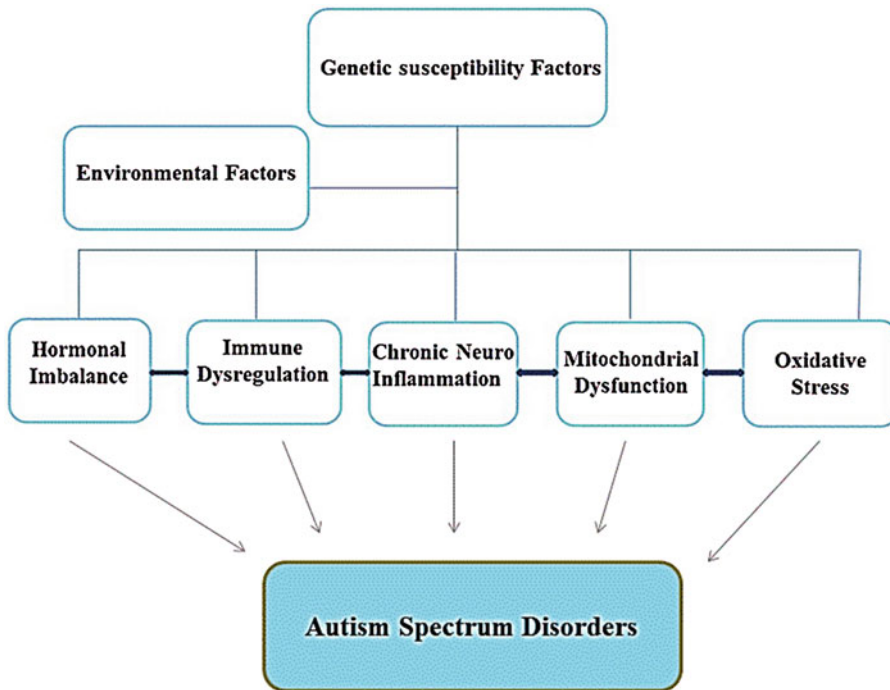 Genetic susceptibility Factors
Environmental Factors
Hormonal
Imbalance
Immune
Dysregulation
Chronic Neuro
Inflammation
Mitochondrial
Dysfunction
Oxidative
Stress
Autism Spectrum Disorders